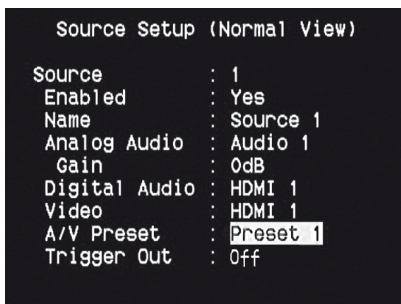 Source Setup (Normal View)
Source : 1
Enabled : Yes
Name : Source 1
Analog Audio : Audio 1
Gain : 0dB
Digital Audio : HDMI 1
Video : HDMI 1
A/V Preset : Preset 1
Trigger Out : Off